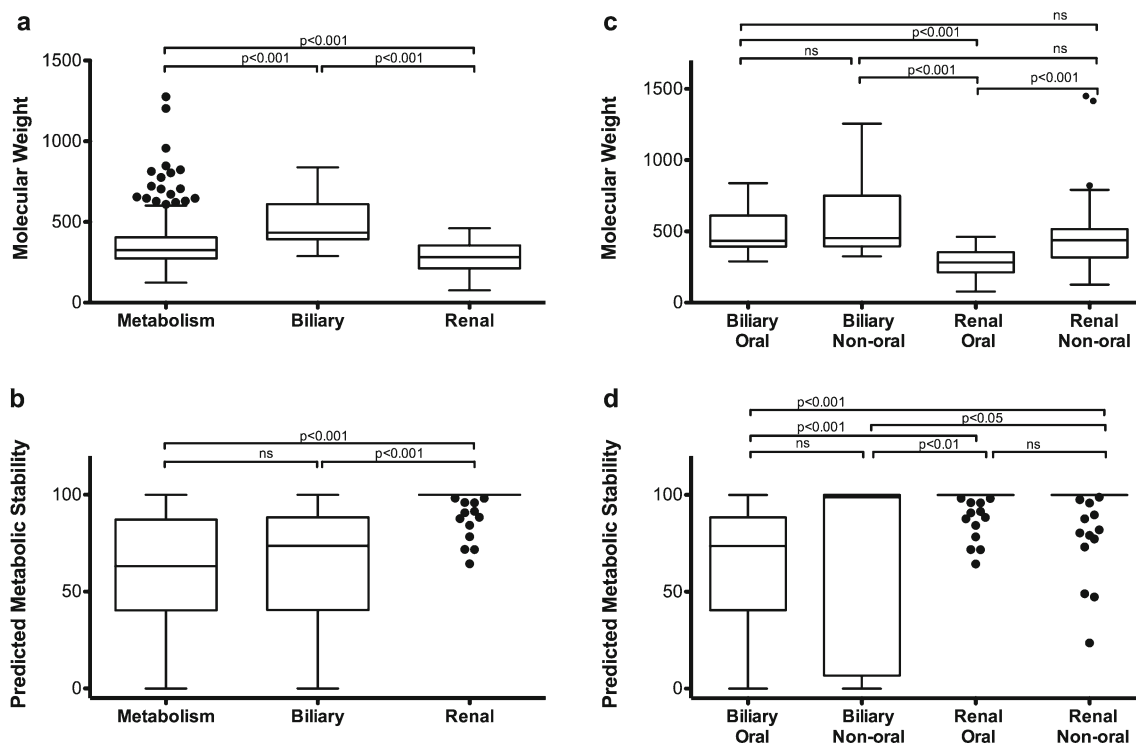 a
p<0.001
p<0.001
p<0.001
Molecular Weight
1500
1000
500
0
Metabolism
Biliary
Renal
c
ns
p<0.001
ns
ns
p<0.001
p<0.001
Molecular Weight
1500
1000
500
0
Biliary
Oral
Biliary
Non-oral
Renal
Oral
Renal
Non-oral
b
p<0.001
ns
p<0.001
Predicted Metabolic Stability
100
50
0
Metabolism
Biliary
Renal
d
p<0.001
p<0.05
p<0.001
ns
p<0.01
ns
Predicted Metabolic Stability
100
50
0
Biliary
Oral
Biliary
Non-oral
Renal
Oral
Renal
Non-oral